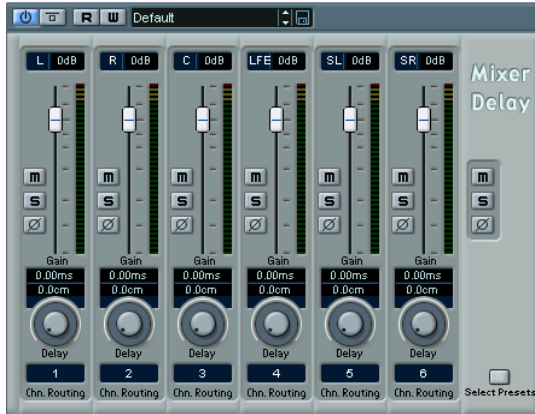 R W Default
L 0dB R 0dB C 0dB LFE 0dB SL 0dB SR 0dB
Mixer
Delay
m m m m m m m
S S S S S S S
Ø Ø Ø Ø Ø Ø Ø
Gain Gain Gain Gain Gain Gain
0.00ms 0.00ms 0.00ms 0.00ms 0.00ms 0.00ms
0.0cm 0.0cm 0.0cm 0.0cm 0.0cm 0.0cm
Delay Delay Delay Delay Delay Delay
1 2 3 4 5 6
Chn. Routing Chn. Routing Chn. Routing Chn. Routing Chn. Routing Chn. Routing Select Presets